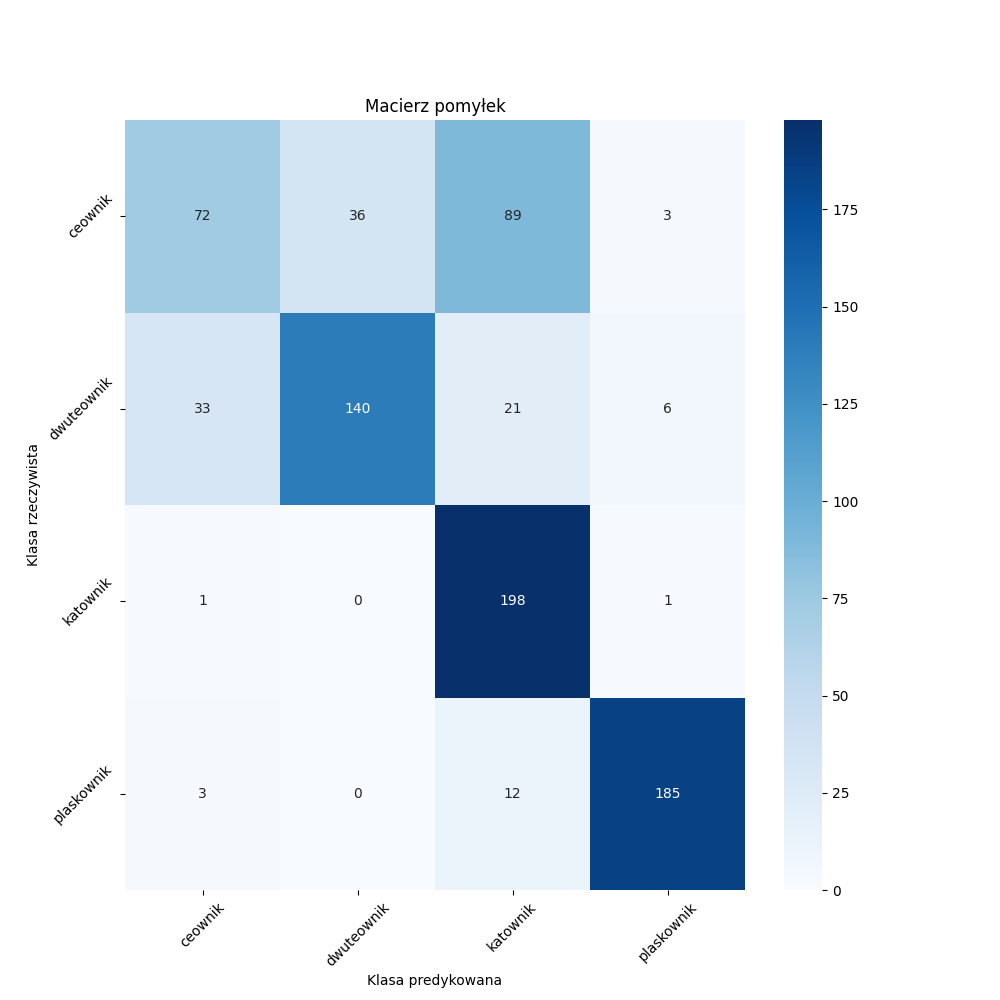 Macierz pomyłek
ceownik 72 36 89 3
dwuteownik 33 140 21 6
katownik 1 0 198 1
plaskownik 3 0 12 185
Klasa rzeczywista
ceownik dwuteownik katownik plaskownik
Klasa predykowana
175
150
125
100
75
50
25
0